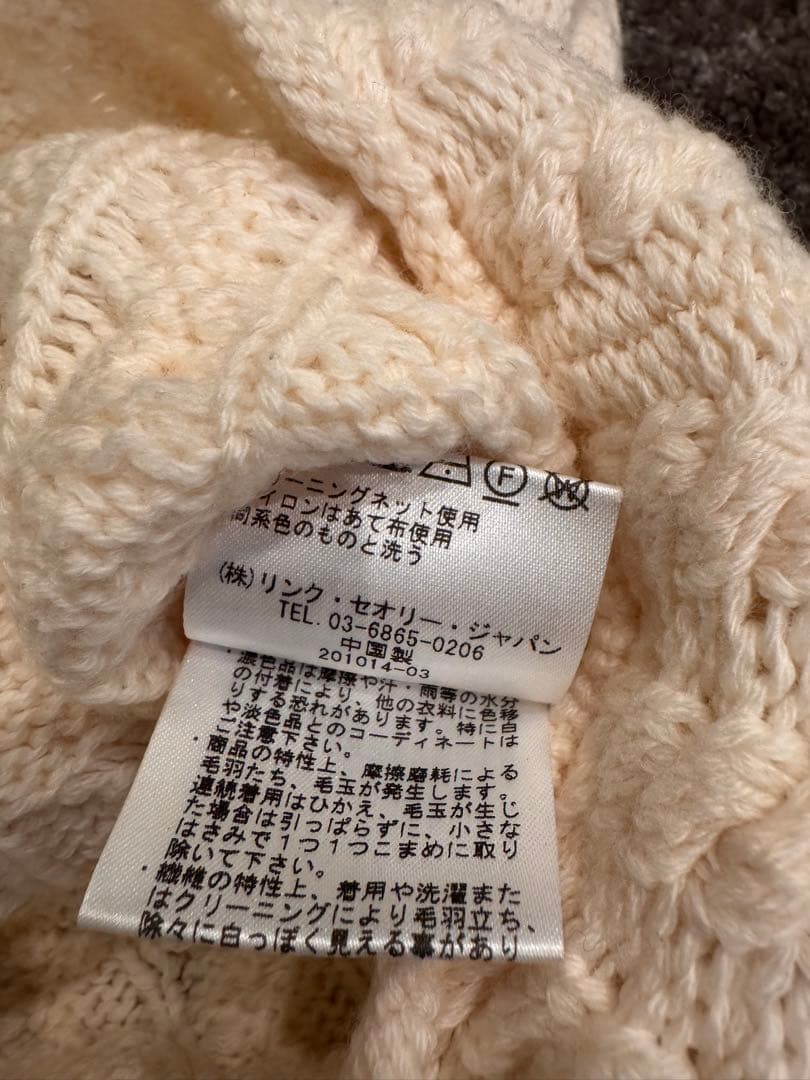 F W
リーニングネット使用
イロンはあて布使用
同系色のものと洗う
(株)リンク・セオリー・ジャパン
TEL. 03-6865-0206
中国製
201014-03
・濃色品は摩擦や汗・雨等の水分
の付着により、他の衣料に色移
りする恐れがあります。特に白
や淡色品とのコーディネートは
ご注意下さい。
・商品の特性上、摩擦磨耗による
毛羽たち、毛玉が発生します。
連続着用はひかえ、毛玉が生じ
た場合は引っぱらずに、小さな
はさみで1つ1つこまめに取り
除いて下さい。
・繊維の特性上、着用や洗濯また
はクリーニングにより毛羽立ち、
除々に白っぽく見える事があり